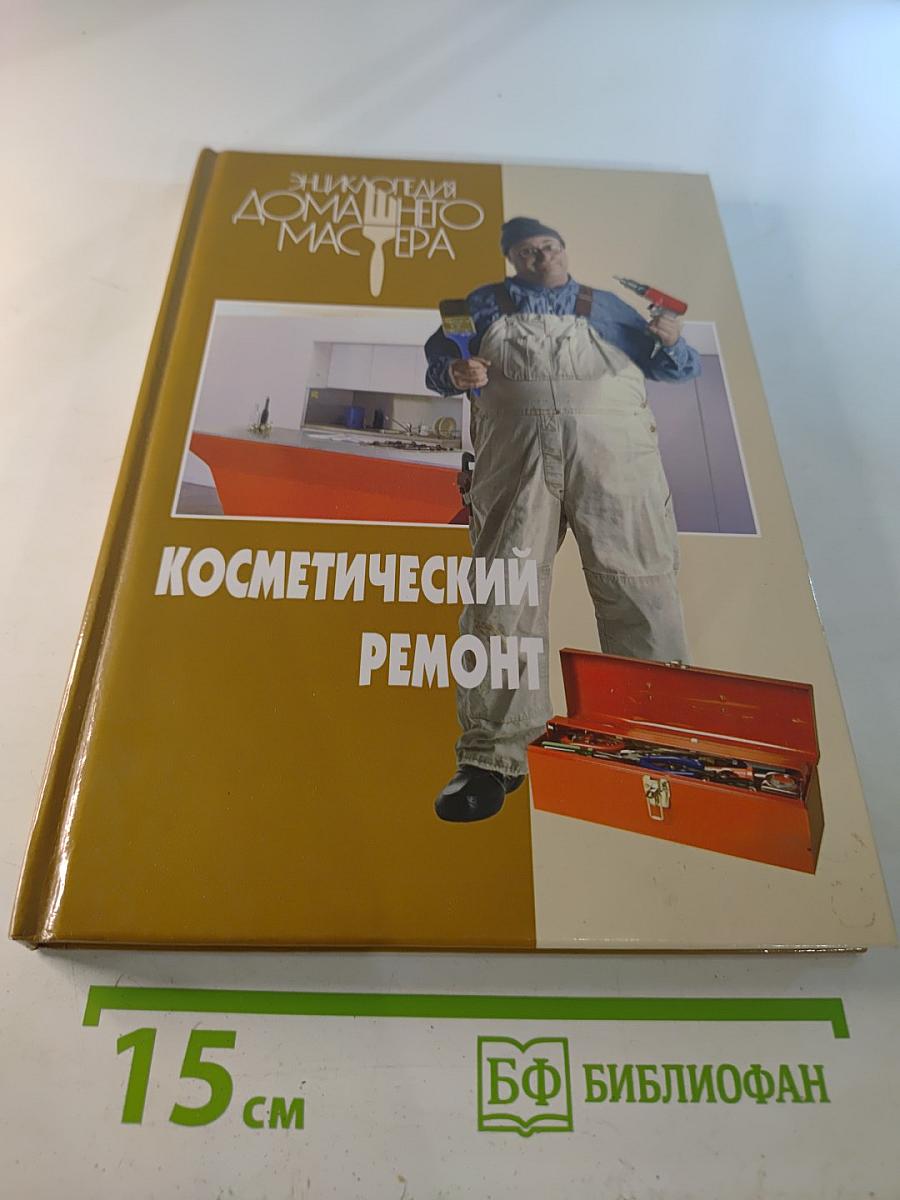 ЭНЦИКЛОПЕДИЯ
ДОМАШНЕГО
МАСТЕРА
КОСМЕТИЧЕСКИЙ
РЕМОНТ
15 см
БФ БИБЛИОФАН